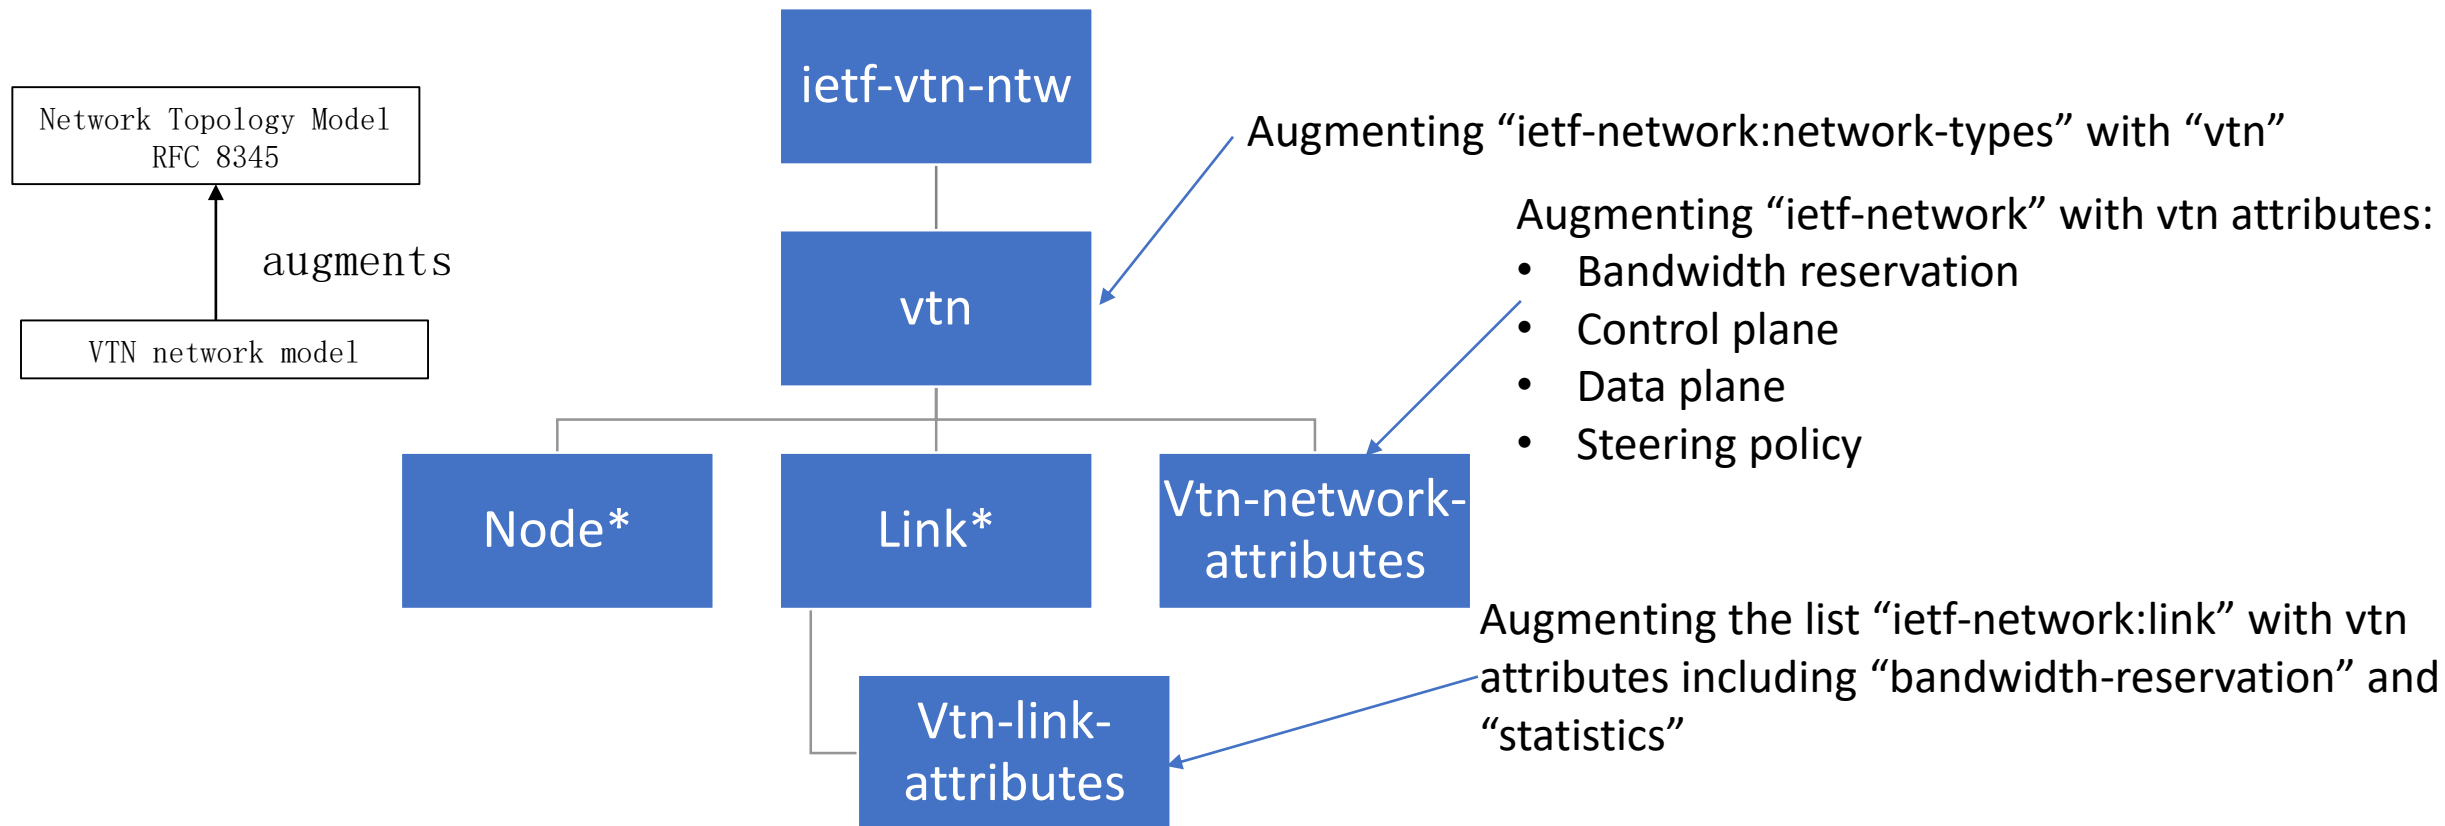 ietf-vtn-ntw
Network Topology Model
RFC 8345
augments
VTN network model
Augmenting “ietf-network:network-types” with “vtn”
vtn
Augmenting “ietf-network” with vtn attributes:
• Bandwidth reservation
• Control plane
• Data plane
• Steering policy
Node*
Link*
Vtn-network-
attributes
Augmenting the list “ietf-network:link” with vtn
attributes including “bandwidth-reservation” and
“statistics”
Vtn-link-
attributes